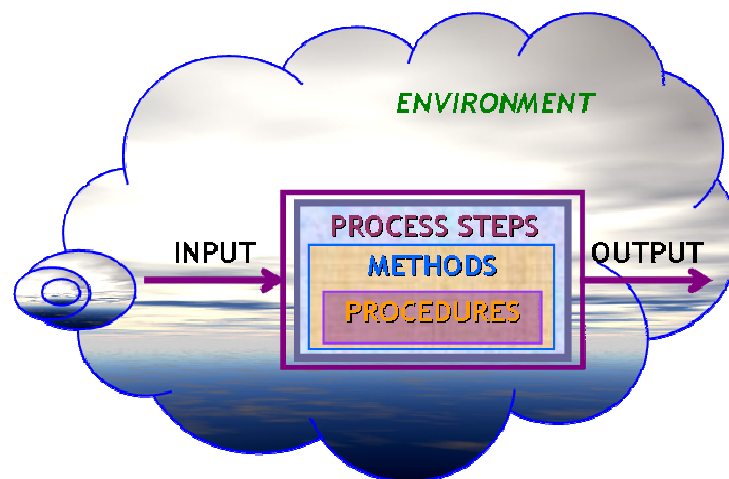 ENVIRONMENT
INPUT
PROCESS STEPS
METHODS
PROCEDURES
OUTPUT